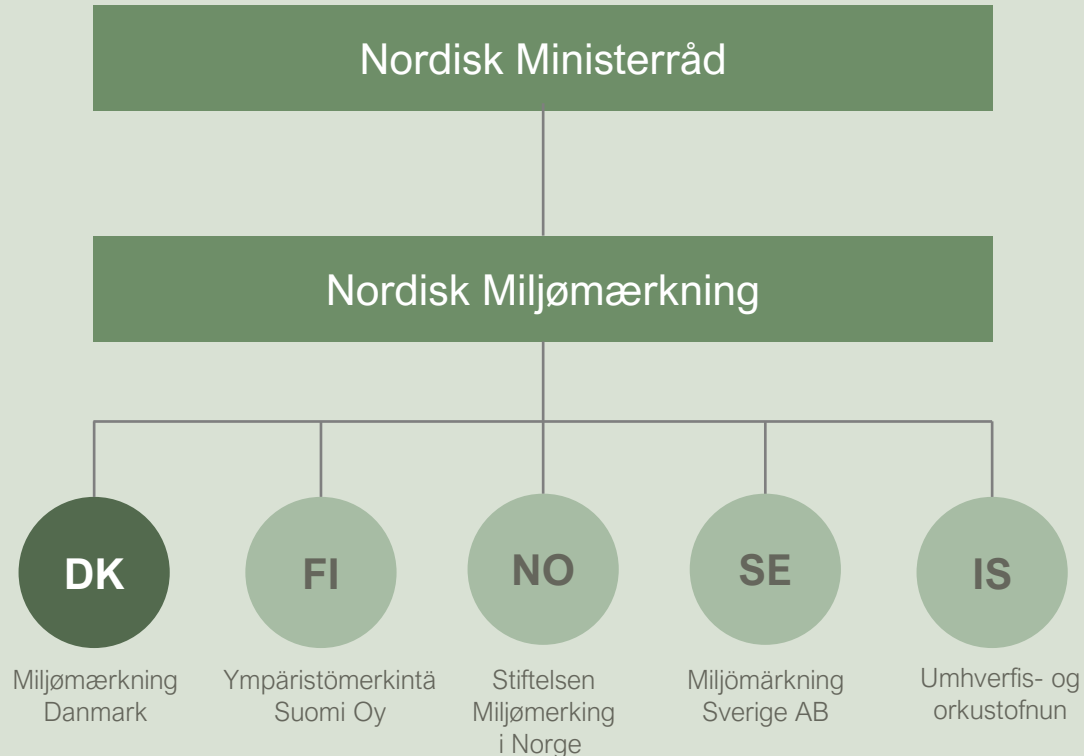 Nordisk Ministerråd
Nordisk Miljømærkning
DK
FI
NO
SE
IS
Miljømærkning
Danmark
Ympäristömerkintä
Suomi Oy
Stiftelsen
Miljømerking
i Norge
Miljömärkning
Sverige AB
Umhverfis- og
orkustofnun